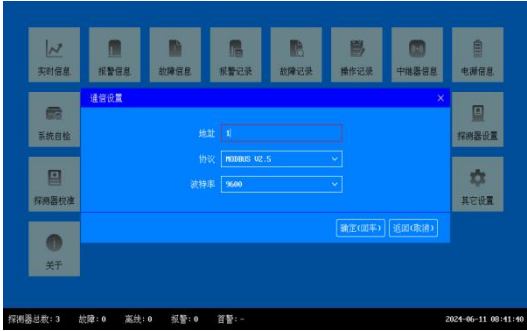 实时信息 报警信息 故障信息 报警记录 故障记录 操作记录 中继器信息 电源信息
通信设置 ×
系统自检 探测器设置
地址 1
协议 MODBUS V2.5
波特率 9600
探测器校准 其它设置
确定(回车) 返回(取消)
关于
探测器总数: 3 故障: 0 离线: 0 报警: 0 首警: - 2024-06-11 08:41:40